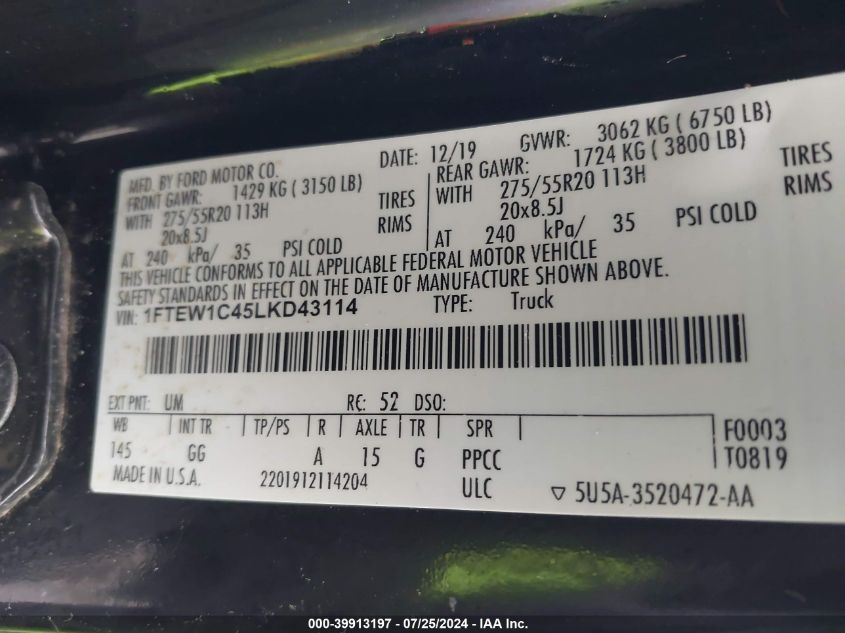 MFD. BY FORD MOTOR CO. DATE: 12/19 GVWR: 3062 KG ( 6750 LB)
FRONT GAWR: 1429 KG ( 3150 LB) REAR GAWR: 1724 KG ( 3800 LB)
WITH 275/55R20 113H TIRES WITH 275/55R20 113H TIRES
20x8.5J RIMS 20x8.5J RIMS
AT 240 kPa/ 35 PSI COLD AT 240 kPa/ 35 PSI COLD
THIS VEHICLE CONFORMS TO ALL APPLICABLE FEDERAL MOTOR VEHICLE
SAFETY STANDARDS IN EFFECT ON THE DATE OF MANUFACTURE SHOWN ABOVE.
VIN: 1FTEW1C45LKD43114 TYPE: Truck
EXT PNT: UM RC: 52 DSO:
WB INT TR TP/PS R AXLE TR SPR F0003
145 GG A 15 G PPCC T0819
MADE IN U.S.A. 2201912114204 ULC ▽ 5U5A-3520472-AA
000-39913197 - 07/25/2024 - IAA Inc.